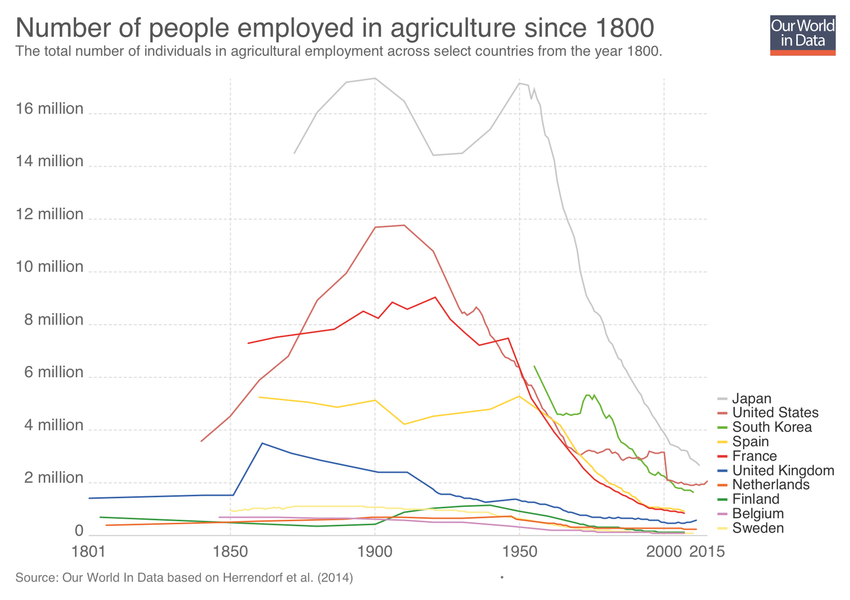 Number of people employed in agriculture since 1800
The total number of individuals in agricultural employment across select countries from the year 1800.
Our World
in Data
16 million
14 million
12 million
10 million
8 million
6 million
4 million
2 million
0
1801
1850
1900
1950
2000
2015
Japan
United States
South Korea
Spain
France
United Kingdom
Netherlands
Finland
Belgium
Sweden
Source: Our World In Data based on Herrendorf et al. (2014)